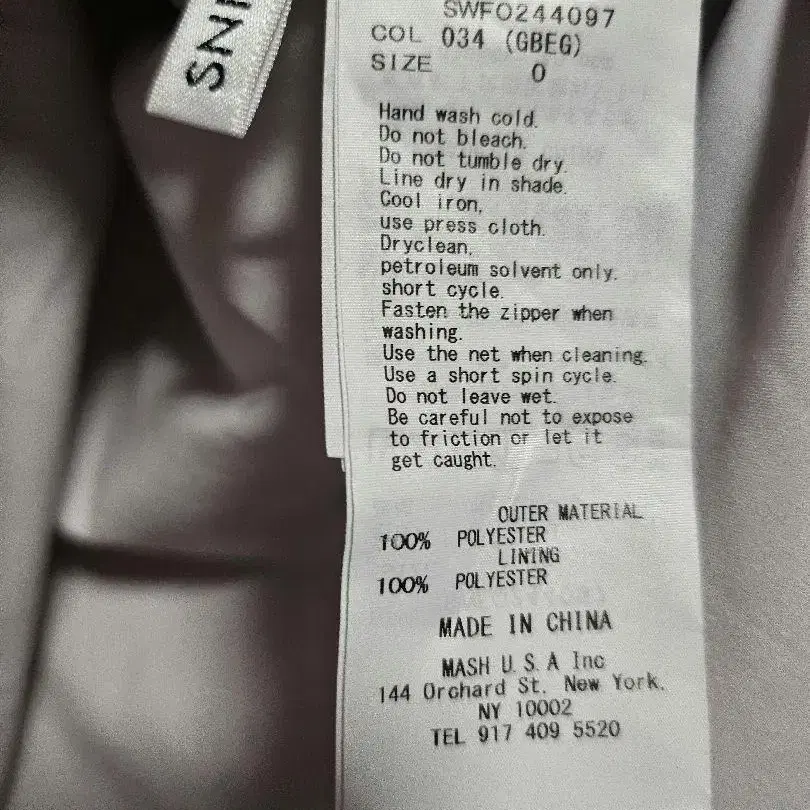 SWFO244097
COL 034 (GBEG)
SIZE 0
Hand wash cold.
Do not bleach.
Do not tumble dry.
Line dry in shade.
Cool iron,
use press cloth.
Dryclean,
petroleum solvent only.
short cycle.
Fasten the zipper when
washing.
Use the net when cleaning.
Use a short spin cycle.
Do not leave wet.
Be careful not to expose
to friction or let it
get caught.
OUTER MATERIAL
100% POLYESTER
LINING
100% POLYESTER
MADE IN CHINA
MASH U.S.A Inc
144 Orchard St. New York,
NY 10002
TEL 917 409 5520